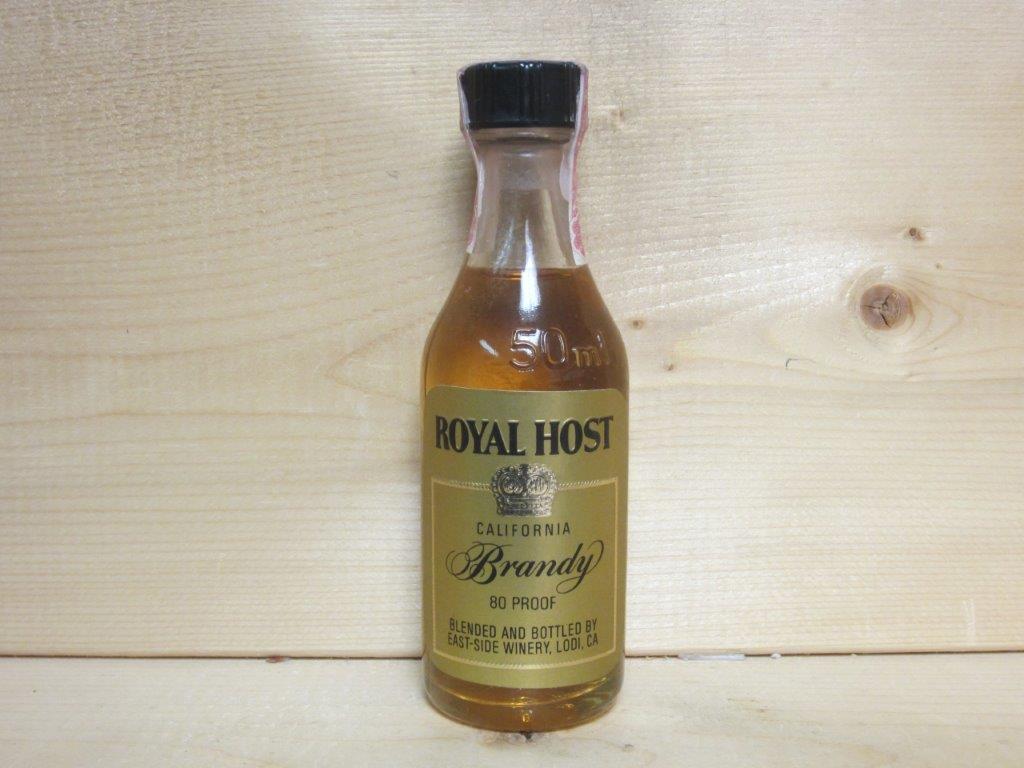 50ml
ROYAL HOST
CALIFORNIA
Brandy
80 PROOF
BLENDED AND BOTTLED BY
EAST-SIDE WINERY, LODI, CA